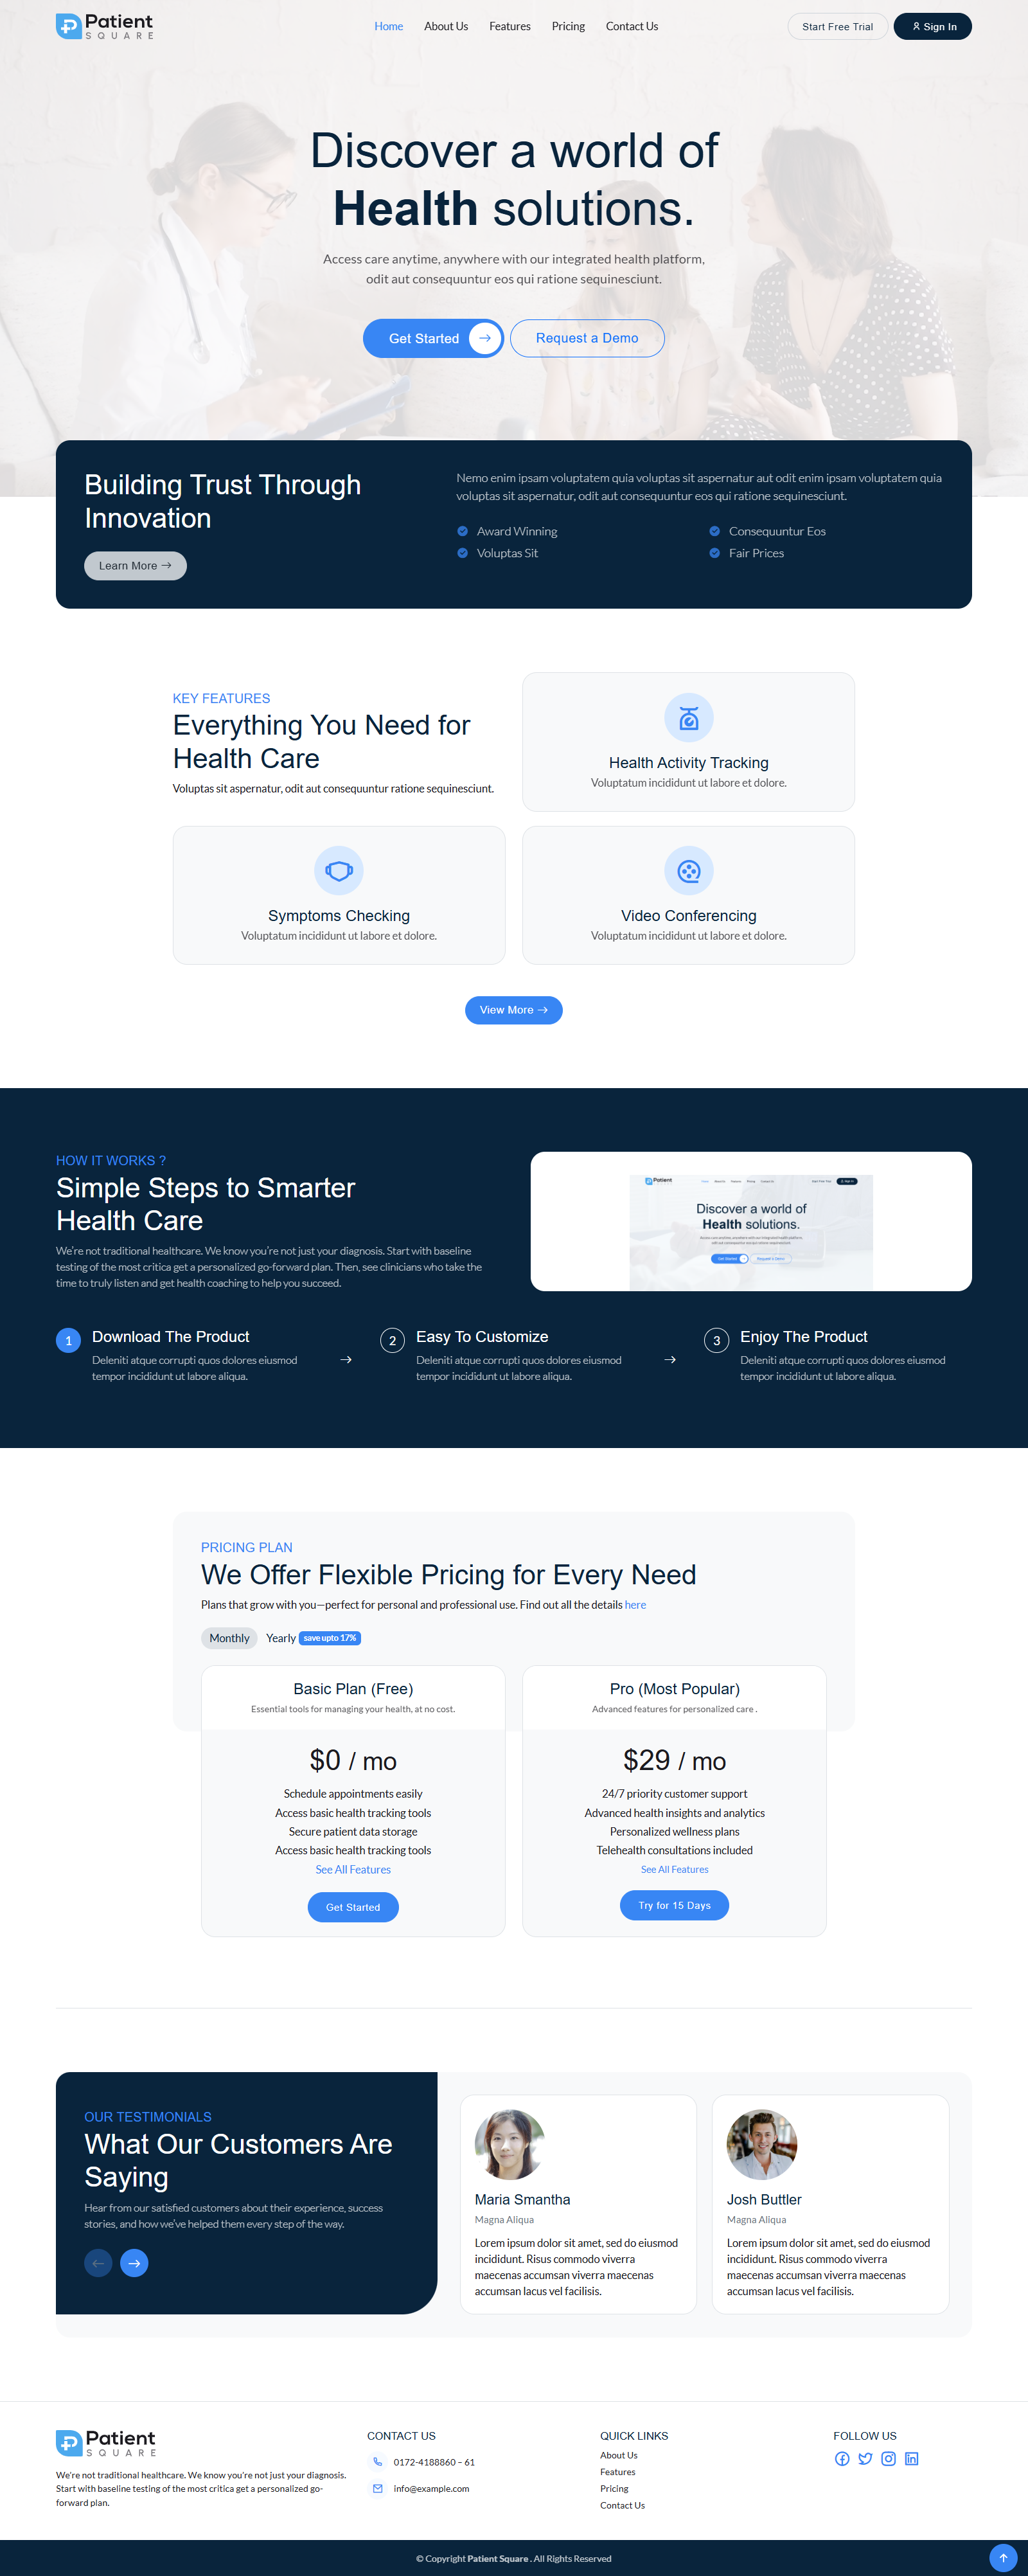 Patient
SQUARE
Home
About Us
Features
Pricing
Contact Us
Start Free Trial
Sign In
Discover a world of
Health solutions.
Access care anytime, anywhere with our integrated health platform,
odit aut consequuntur eos qui ratione sequinesciunt.
Get Started
Request a Demo
Building Trust Through
Innovation
Learn More
Nemo enim ipsam voluptatem quia voluptas sit aspernatur aut odit enim ipsam voluptatem quia
voluptas sit aspernatur, odit aut consequuntur eos qui ratione sequinesciunt.
Award Winning
Consequuntur Eos
Voluptas Sit
Fair Prices
KEY FEATURES
Everything You Need for
Health Care
Voluptas sit aspernatur, odit aut consequuntur ratione sequinesciunt.
Health Activity Tracking
Voluptatum incididunt ut labore et dolore.
Symptoms Checking
Voluptatum incididunt ut labore et dolore.
Video Conferencing
Voluptatum incididunt ut labore et dolore.
View More
HOW IT WORKS ?
Simple Steps to Smarter
Health Care
We're not traditional healthcare. We know you're not just your diagnosis. Start with baseline
testing of the most critica get a personalized go-forward plan. Then, see clinicians who take the
time to truly listen and get health coaching to help you succeed.
Patient
Discover a world of
Health solutions.
Get Started
Request a Demo
1
Download The Product
Deleniti atque corrupti quos dolores eiusmod
tempor incididunt ut labore aliqua.
2
Easy To Customize
Deleniti atque corrupti quos dolores eiusmod
tempor incididunt ut labore aliqua.
3
Enjoy The Product
Deleniti atque corrupti quos dolores eiusmod
tempor incididunt ut labore aliqua.
PRICING PLAN
We Offer Flexible Pricing for Every Need
Plans that grow with you—perfect for personal and professional use. Find out all the details here
Monthly
Yearly
save upto 17%
Basic Plan (Free)
Essential tools for managing your health, at no cost.
$0 / mo
Schedule appointments easily
Access basic health tracking tools
Secure patient data storage
Access basic health tracking tools
See All Features
Get Started
Pro (Most Popular)
Advanced features for personalized care .
$29 / mo
24/7 priority customer support
Advanced health insights and analytics
Personalized wellness plans
Telehealth consultations included
See All Features
Try for 15 Days
OUR TESTIMONIALS
What Our Customers Are
Saying
Hear from our satisfied customers about their experience, success
stories, and how we've helped them every step of the way.
Maria Smantha
Magna Aliqua
Lorem ipsum dolor sit amet, sed do eiusmod
incididunt. Risus commodo viverra
maecenas accumsan viverra maecenas
accumsan lacus vel facilisis.
Josh Buttler
Magna Aliqua
Lorem ipsum dolor sit amet, sed do eiusmod
incididunt. Risus commodo viverra
maecenas accumsan viverra maecenas
accumsan lacus vel facilisis.
Patient
SQUARE
We're not traditional healthcare. We know you're not just your diagnosis.
Start with baseline testing of the most critica get a personalized go-
forward plan.
CONTACT US
0172-4188860 – 61
info@example.com
QUICK LINKS
About Us
Features
Pricing
Contact Us
FOLLOW US
© Copyright Patient Square . All Rights Reserved